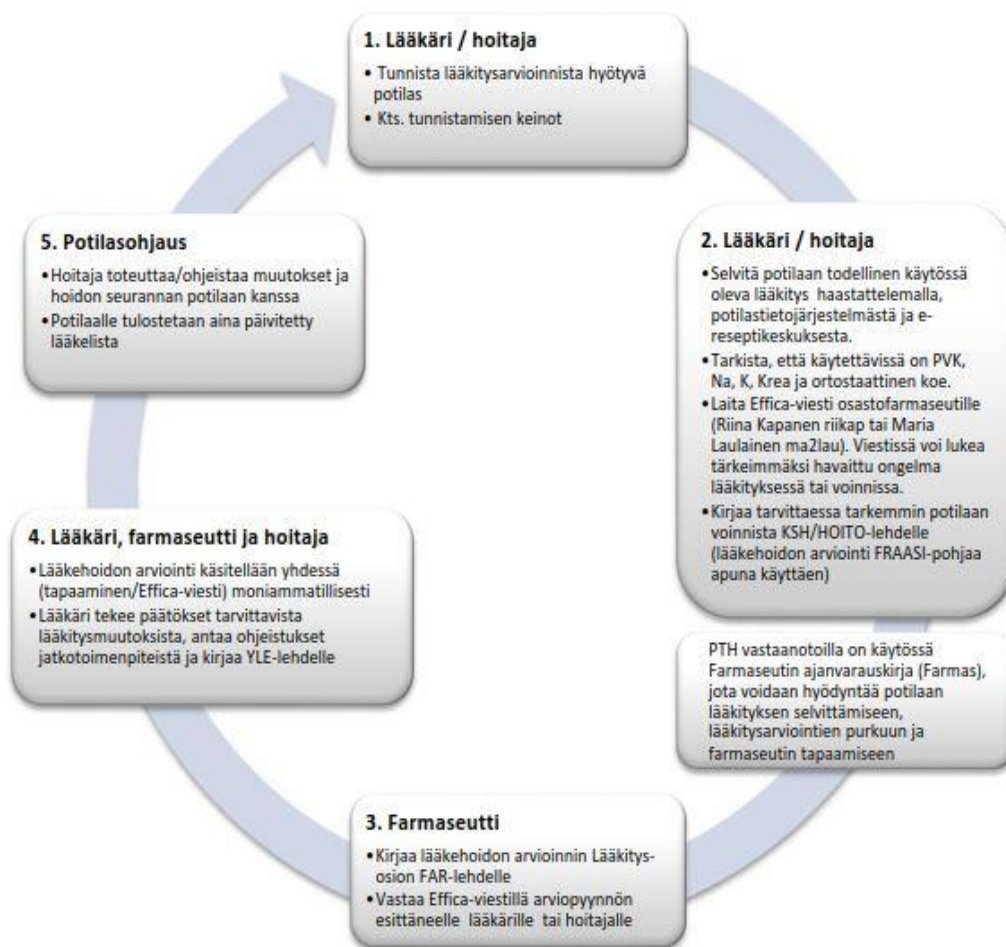 1. Lääkäri / hoitaja
• Tunnista lääkitysarvioinnista hyötyvä
potilas
• Kts. tunnistamisen keinot
2. Lääkäri / hoitaja
•Selvitä potilaan todellinen käytössä
oleva lääkitys haastattelemalla,
potilastietojärjestelmästä ja e-
reseptikeskuksesta.
•Tarkista, että käytettävissä on PVK,
Na, K, Krea ja ortostaattinen koe.
•Laita Effica-viesti osastofarmaseutille
(Riina Kapanen riikap tai Maria
Laulainen ma2lau). Viestissä voi lukea
tärkeimmäksi havaittu ongelma
lääkityksessä tai voinnissa.
•Kirjaa tarvittaessa tarkemmin potilaan
voinnista KSH/HOITO-lehdelle
(lääkehoidon arviointi FRAASI-pohjaa
apuna käyttäen)
PTH vastaanotoilla on käytössä
Farmaseutin ajanvarauskirja (Farmas),
jota voidaan hyödyntää potilaan
lääkityksen selvittämiseen,
lääkitysarviointien purkuun ja
farmaseutin tapaamiseen
3. Farmaseutti
•Kirjaa lääkehoidon arvioinnin Lääkitys-
osion FAR-lehdelle
•Vastaa Effica-viestillä arviopyynnön
esittäneelle lääkärille tai hoitajalle
4. Lääkäri, farmaseutti ja hoitaja
•Lääkehoidon arviointi käsitellään yhdessä
(tapaaminen/Effica-viesti) moniammatillisesti
•Lääkäri tekee päätökset tarvittavista
lääkitysmuutoksista, antaa ohjeistukset
jatkotoimenpiteistä ja kirjaa YLE-lehdelle
5. Potilasohjaus
•Hoitaja toteuttaa/ohjeistaa muutokset ja
hoidon seurannan potilaan kanssa
•Potilaalle tulostetaan aina päivitetty
lääkelista